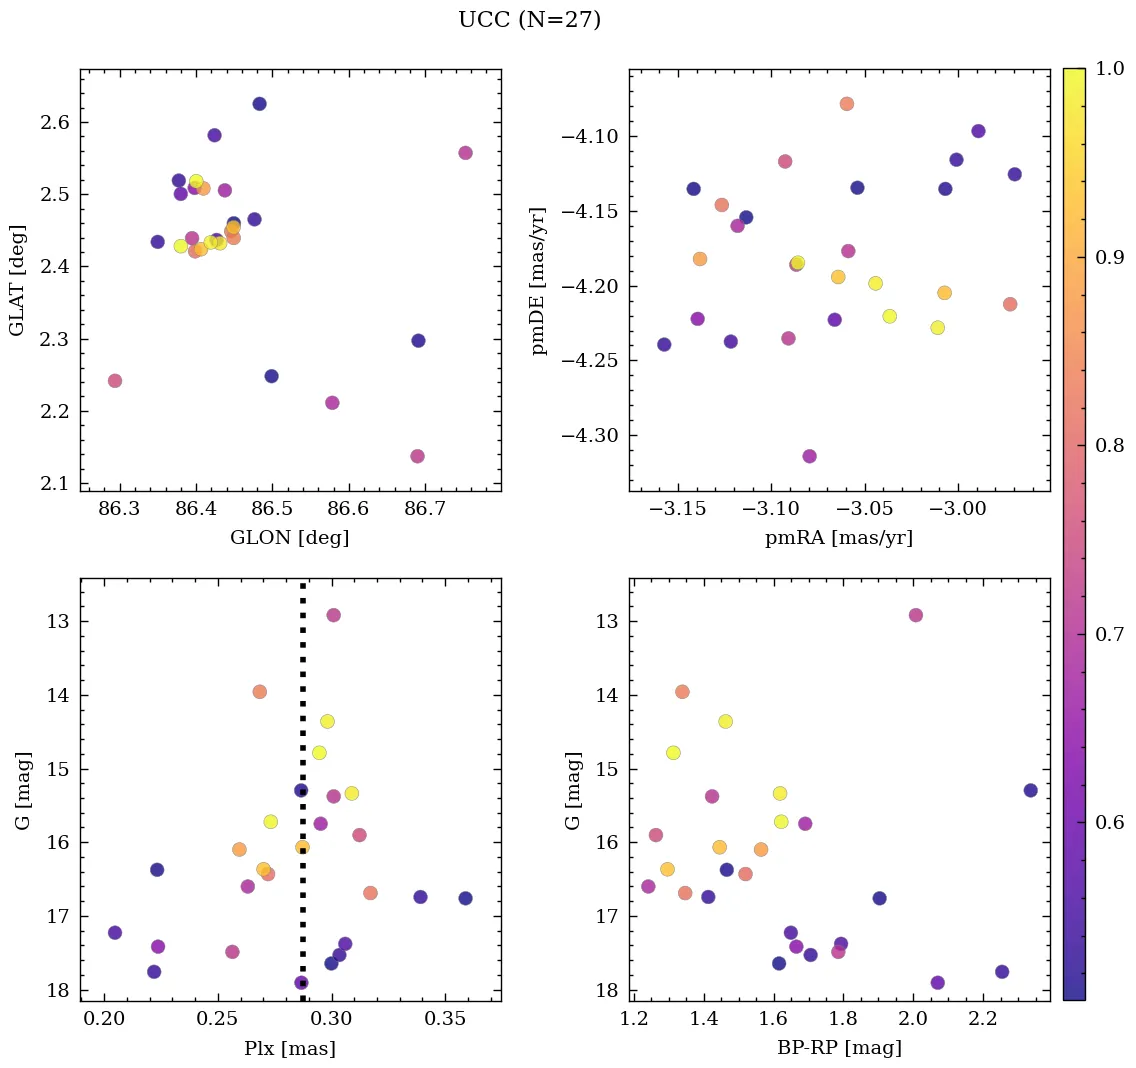 UCC (N=27)
2.6
2.5
2.4
2.3
2.2
2.1
GLAT [deg]
86.3 86.4 86.5 86.6 86.7
GLON [deg]
−4.10
−4.15
−4.20
−4.25
−4.30
pmDE [mas/yr]
−3.15 −3.10 −3.05 −3.00
pmRA [mas/yr]
1.0
0.9
0.8
0.7
0.6
13
14
15
16
17
18
G [mag]
0.20 0.25 0.30 0.35
Plx [mas]
13
14
15
16
17
18
G [mag]
1.2 1.4 1.6 1.8 2.0 2.2
BP-RP [mag]